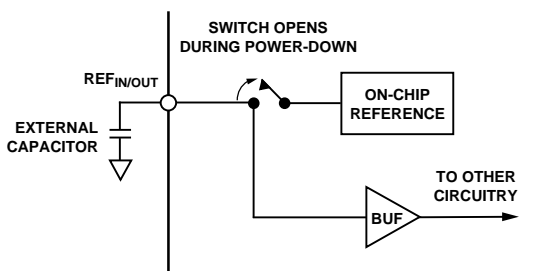 SWITCH OPENS
DURING POWER-DOWN
REFIN/OUT
ON-CHIP
REFERENCE
EXTERNAL
CAPACITOR
TO OTHER
CIRCUITRY
BUF